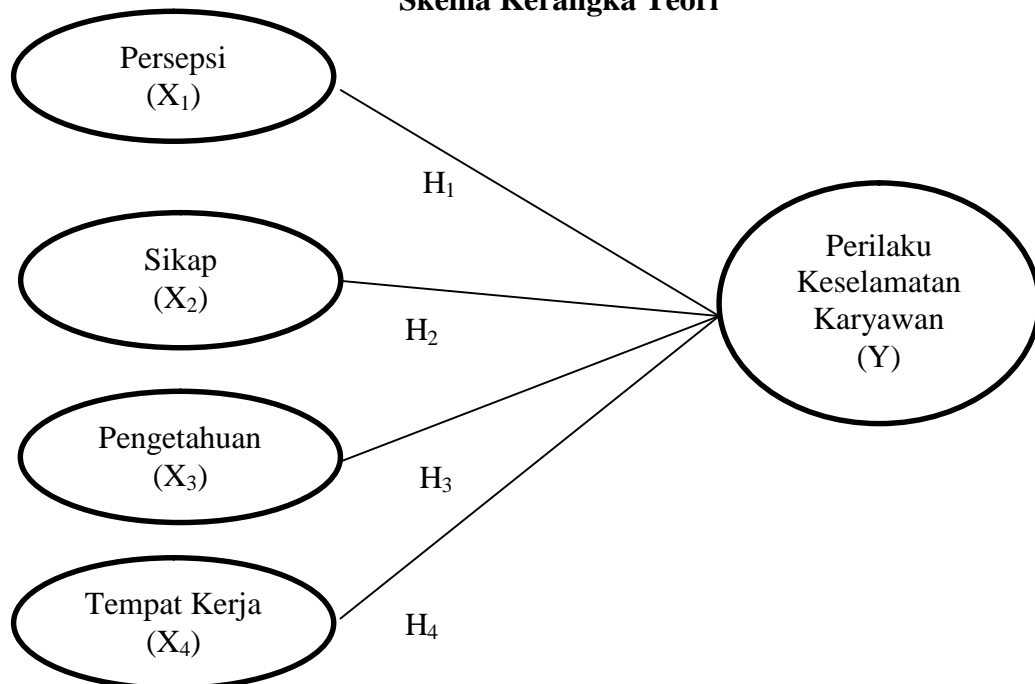 Skema Kerangka Teori
Persepsi
(X₁)
H₁
Sikap
(X₂)
H₂
Pengetahuan
(X₃)
H₃
Tempat Kerja
(X₄)
H₄
Perilaku
Keselamatan
Karyawan
(Y)